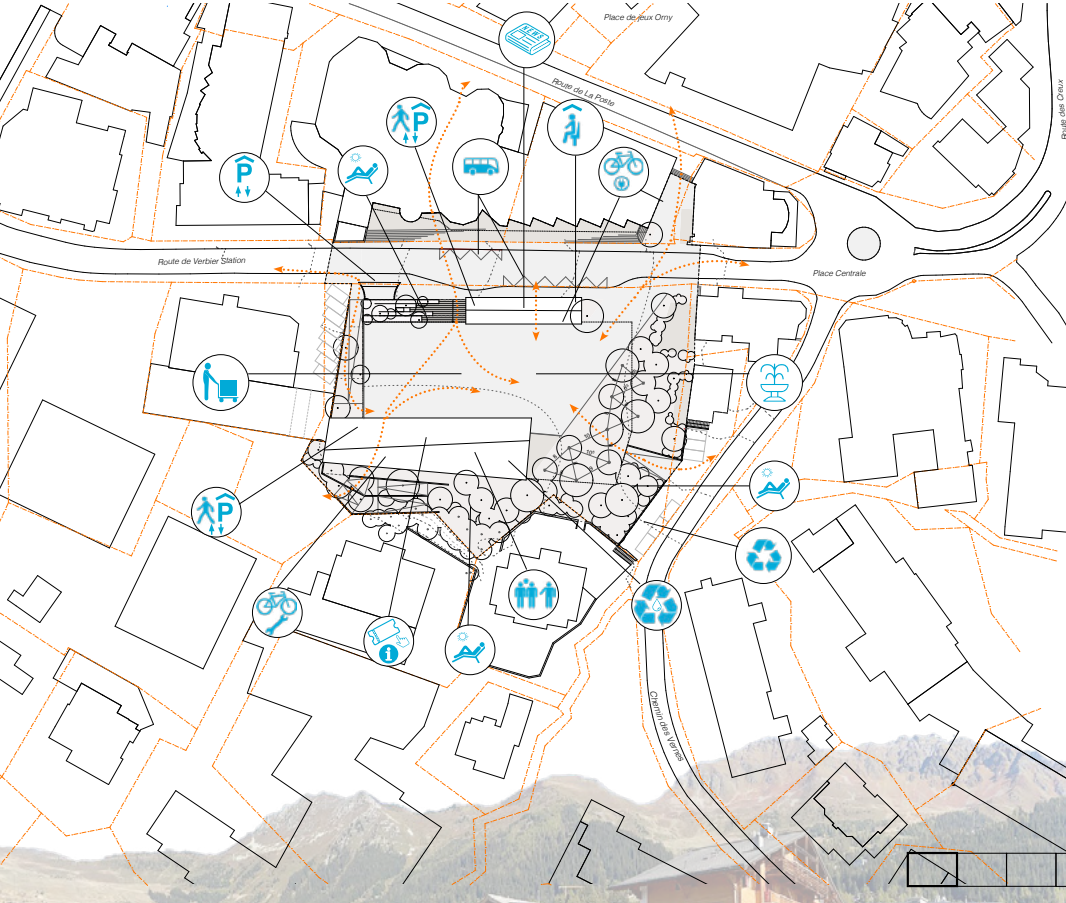 Place de jeux Orny
NEWS
Route de La Poste
Route des Creux
P
P
Route de Verbier Station
Place Centrale
P
i
Chemin des Vernes